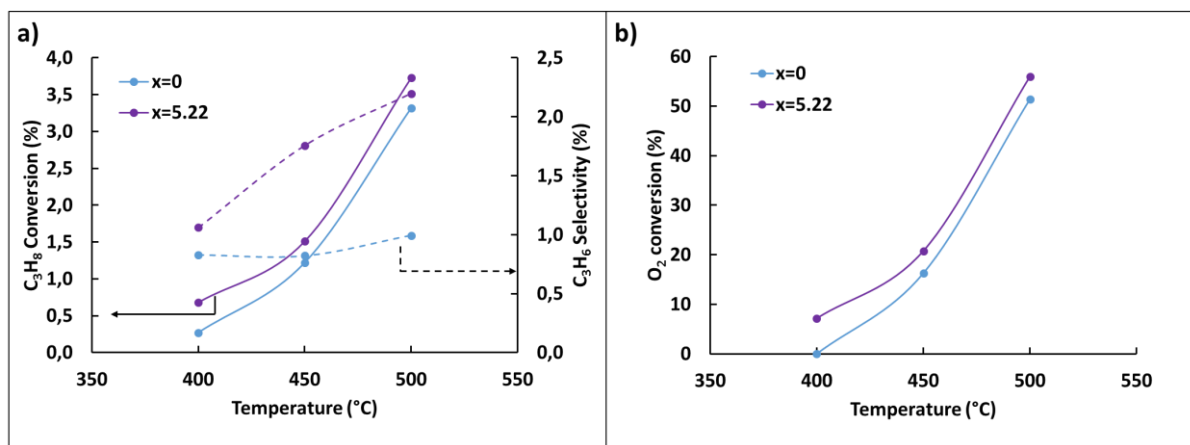 a)
x=0
x=5.22
C₃H₈ Conversion (%)
4,0
3,5
3,0
2,5
2,0
1,5
1,0
0,5
0,0
350
400
450
500
550
Temperature (°C)
2,5
2,0
1,5
1,0
0,5
0,0
C₃H₆ Selectivity (%)
b)
x=0
x=5.22
O₂ conversion (%)
60
50
40
30
20
10
0
350
400
450
500
550
Temperature (°C)